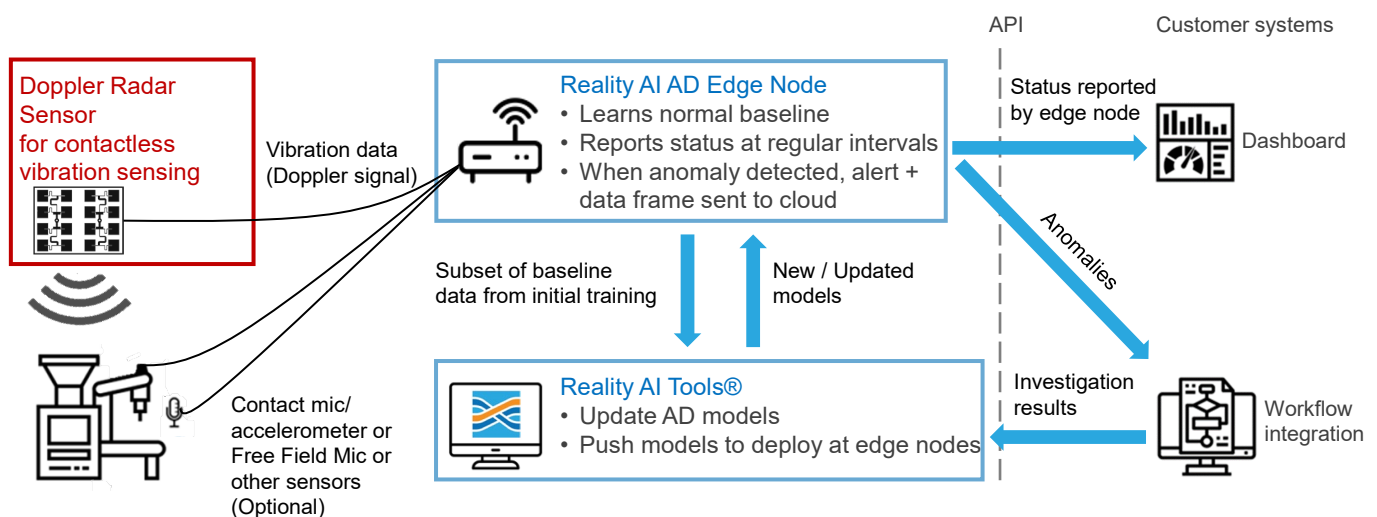 API
Customer systems
Doppler Radar
Sensor
for contactless
vibration sensing
Vibration data
(Doppler signal)
Reality AI AD Edge Node
• Learns normal baseline
• Reports status at regular intervals
• When anomaly detected, alert +
data frame sent to cloud
Status reported
by edge node
Dashboard
Anomalies
Subset of baseline
data from initial training
New / Updated
models
Contact mic/
accelerometer or
Free Field Mic or
other sensors
(Optional)
Reality AI Tools®
• Update AD models
• Push models to deploy at edge nodes
Investigation
results
Workflow
integration